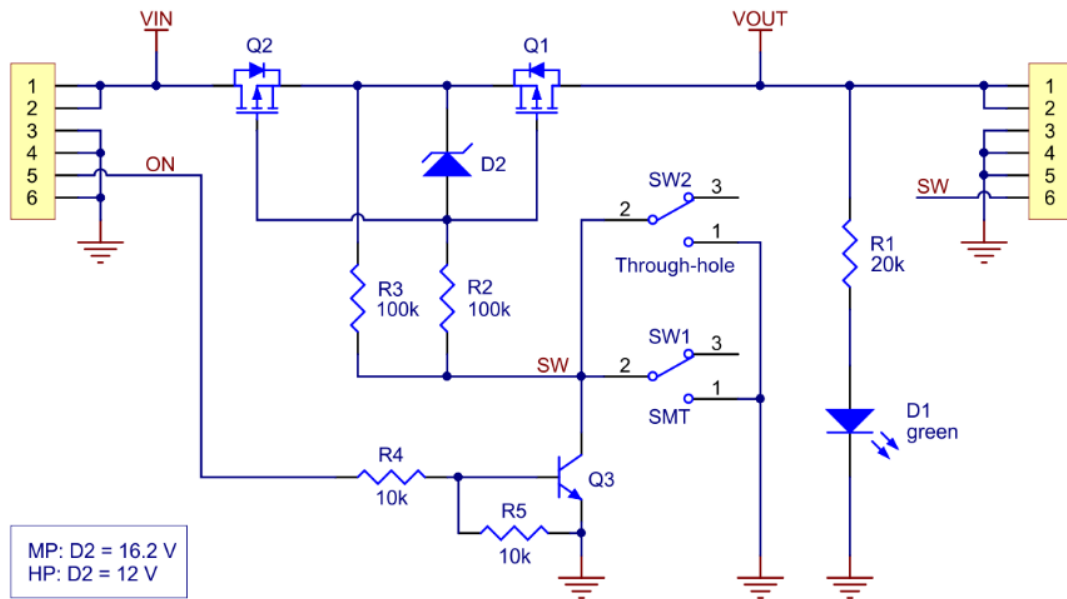 VIN
VOUT
Q2
Q1
1
2
3
4
5
6
ON
D2
SW2
3
2
1
Through-hole
1
2
3
4
5
6
SW
R1
20k
R3
100k
R2
100k
SW
SW1
3
2
1
SMT
D1
green
R4
10k
Q3
R5
10k
MP: D2 = 16.2 V
HP: D2 = 12 V